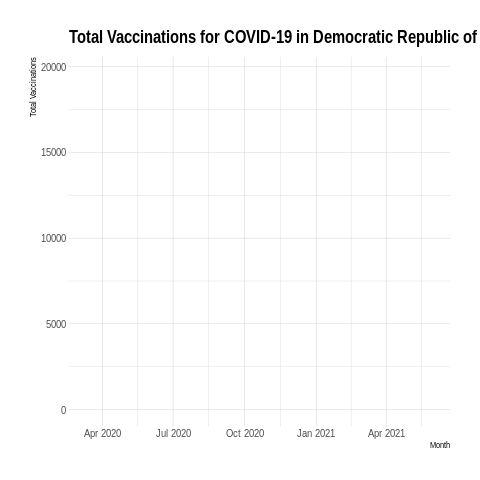 Total Vaccinations for COVID-19 in Democratic Republic of
Total Vaccinations
20000
15000
10000
5000
0
Apr 2020 Jul 2020 Oct 2020 Jan 2021 Apr 2021
Month